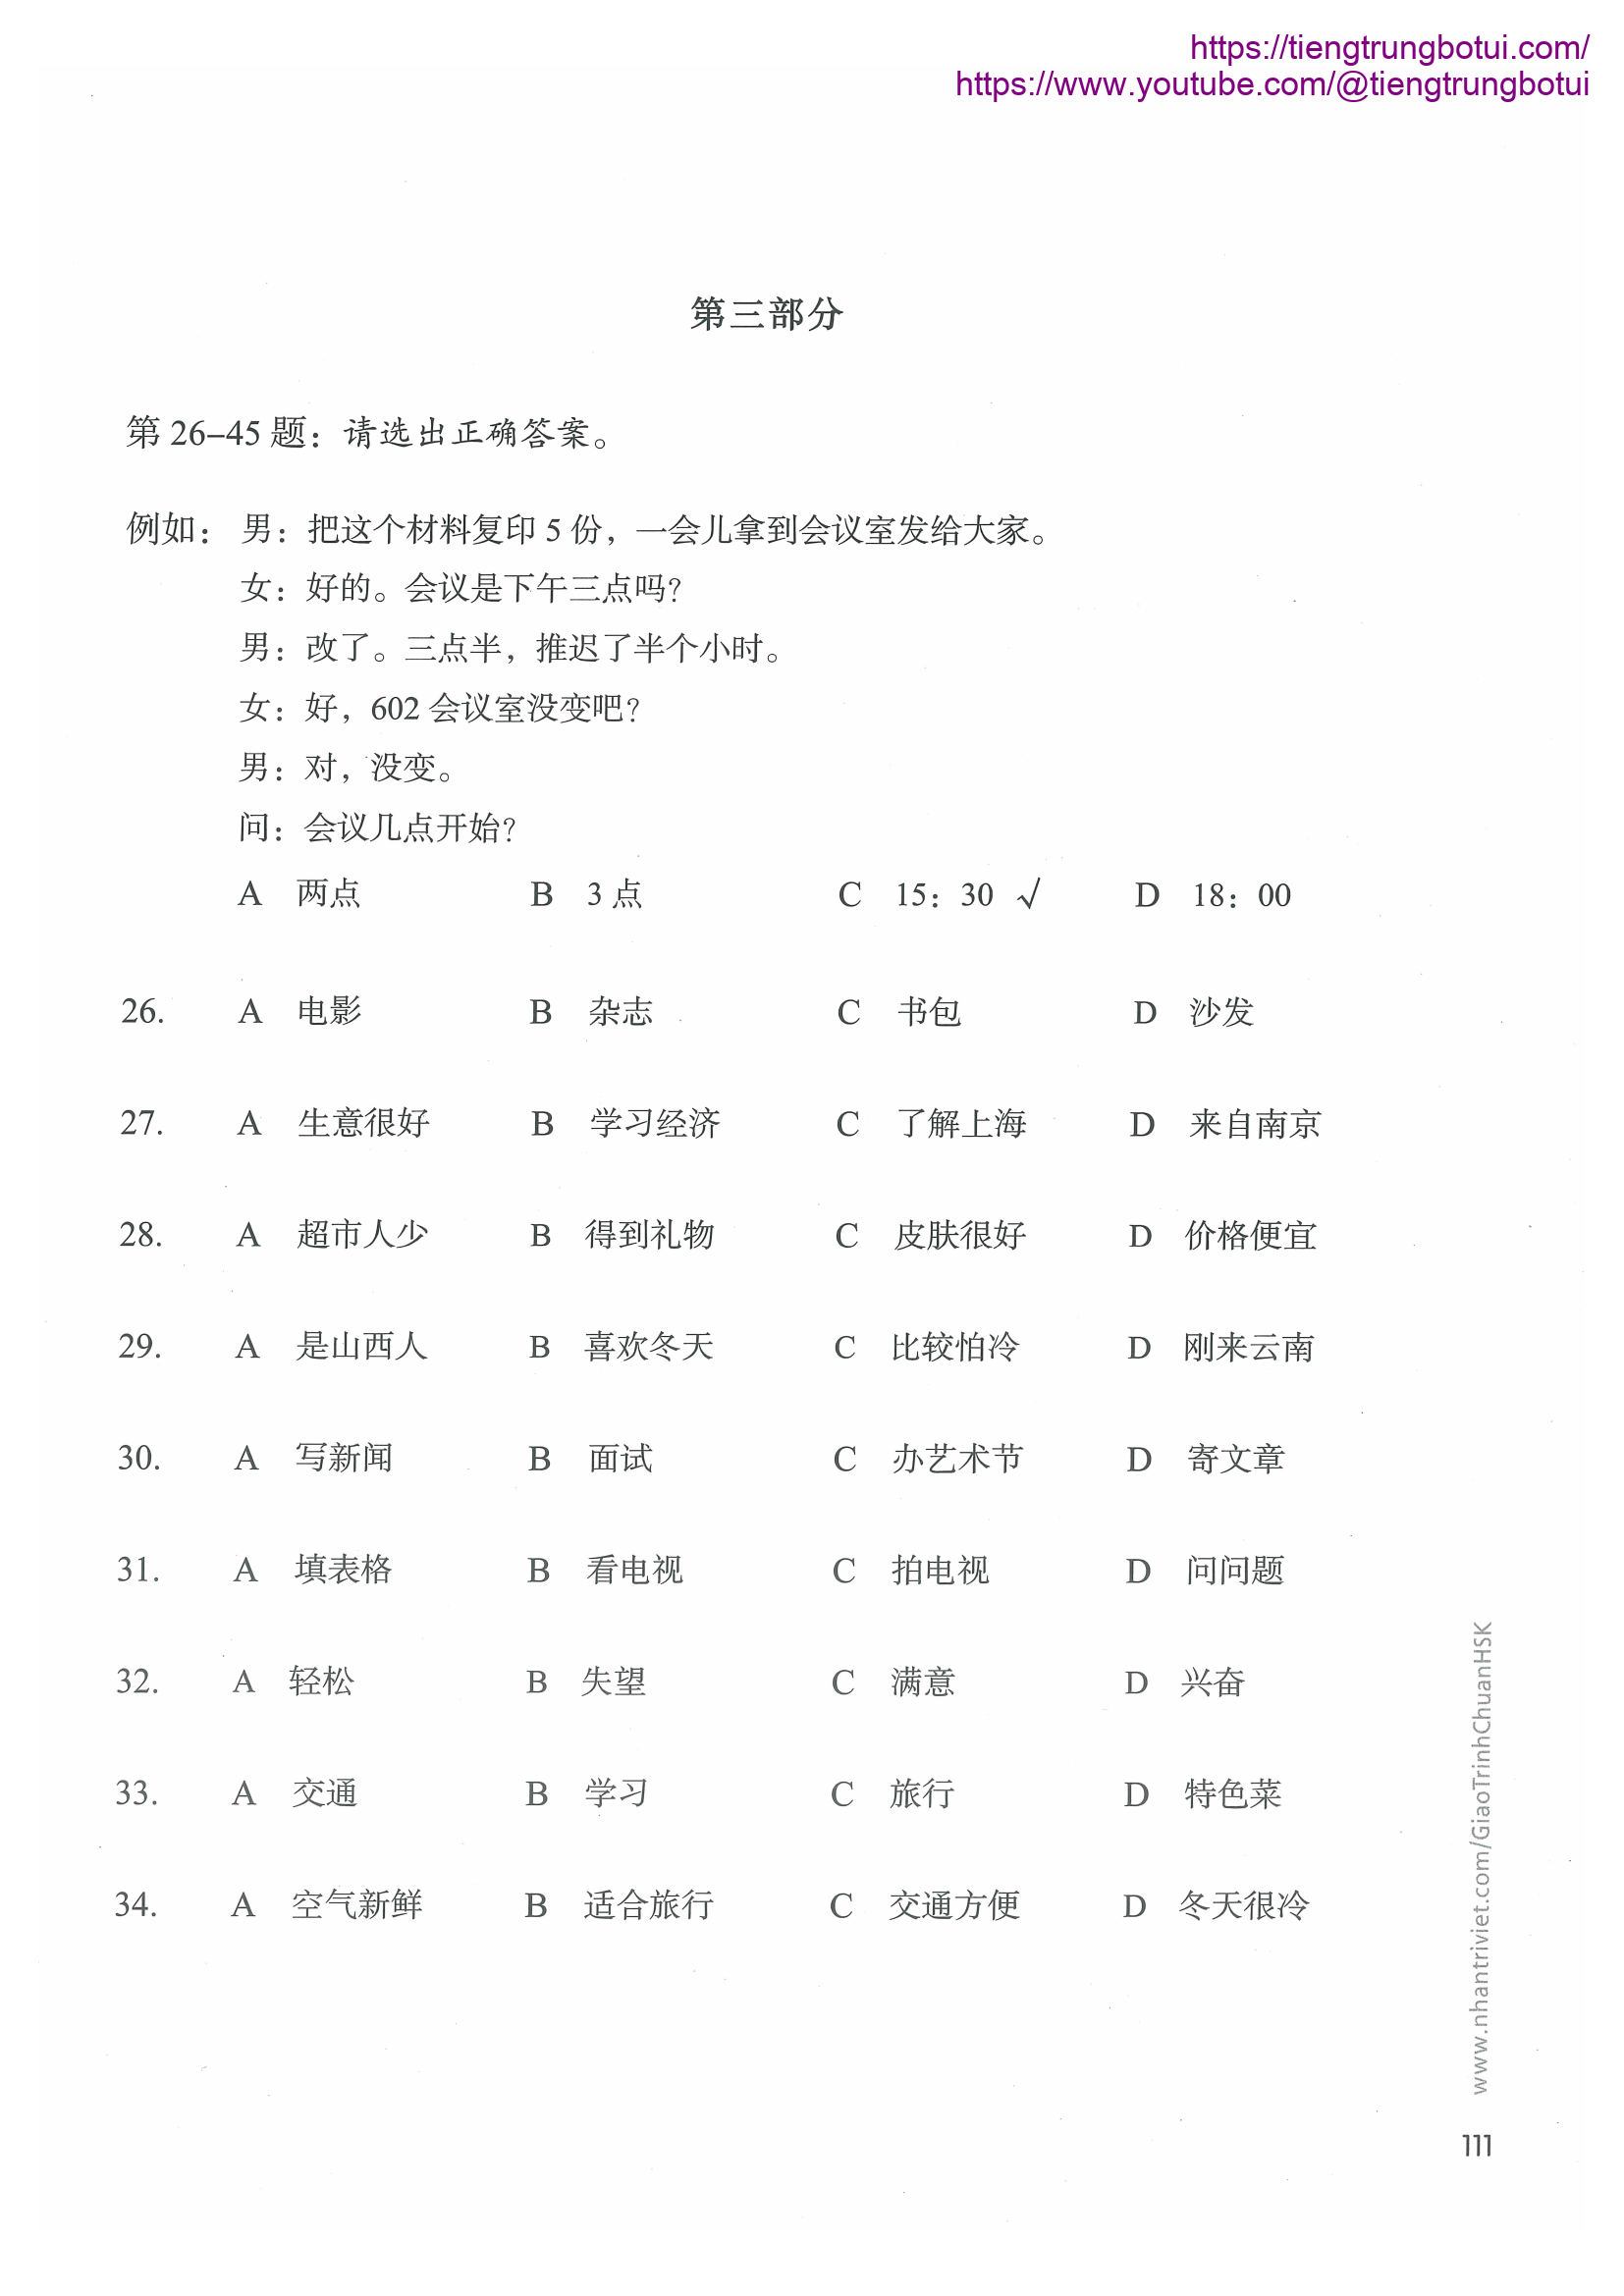 https://tiengtrungbotui.com/
https://www.youtube.com/@tiengtrungbotui
第三部分
第 26-45 题：请选出正确答案。
例如： 男：把这个材料复印 5 份，一会儿拿到会议室发给大家。
女：好的。会议是下午三点吗？
男：改了。三点半，推迟了半个小时。
女：好，602 会议室没变吧？
男：对，没变。
问：会议几点开始？
A 两点 B 3 点 C 15：30 √ D 18：00
26. A 电影 B 杂志 C 书包 D 沙发
27. A 生意很好 B 学习经济 C 了解上海 D 来自南京
28. A 超市人少 B 得到礼物 C 皮肤很好 D 价格便宜
29. A 是山西人 B 喜欢冬天 C 比较怕冷 D 刚来云南
30. A 写新闻 B 面试 C 办艺术节 D 寄文章
31. A 填表格 B 看电视 C 拍电视 D 问问题
32. A 轻松 B 失望 C 满意 D 兴奋
33. A 交通 B 学习 C 旅行 D 特色菜
34. A 空气新鲜 B 适合旅行 C 交通方便 D 冬天很冷
www.nhantriviet.com/GiaoTrinhChuanHSK
111